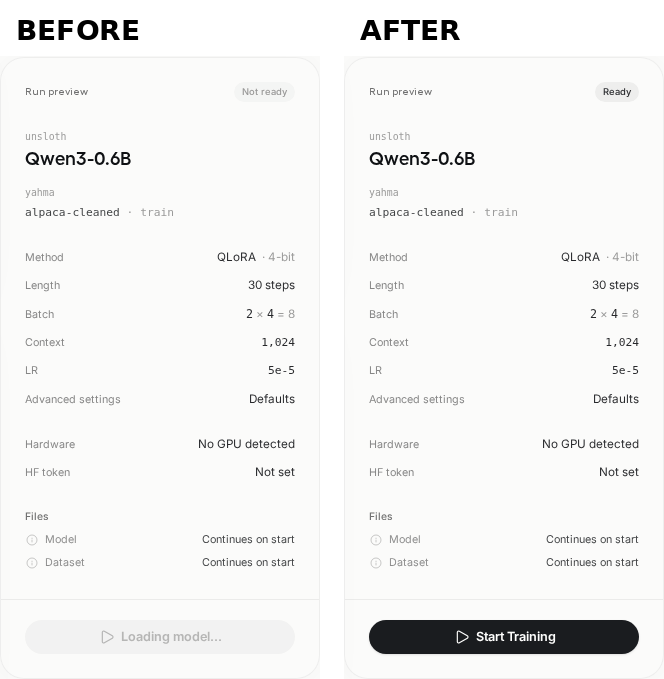 BEFORE
Run preview Not ready
unsloth
Qwen3-0.6B
yahma
alpaca-cleaned · train
Method QLoRA · 4-bit
Length 30 steps
Batch 2 × 4 = 8
Context 1,024
LR 5e-5
Advanced settings Defaults
Hardware No GPU detected
HF token Not set
Files
Model Continues on start
Dataset Continues on start
Loading model...
AFTER
Run preview Ready
unsloth
Qwen3-0.6B
yahma
alpaca-cleaned · train
Method QLoRA · 4-bit
Length 30 steps
Batch 2 × 4 = 8
Context 1,024
LR 5e-5
Advanced settings Defaults
Hardware No GPU detected
HF token Not set
Files
Model Continues on start
Dataset Continues on start
Start Training